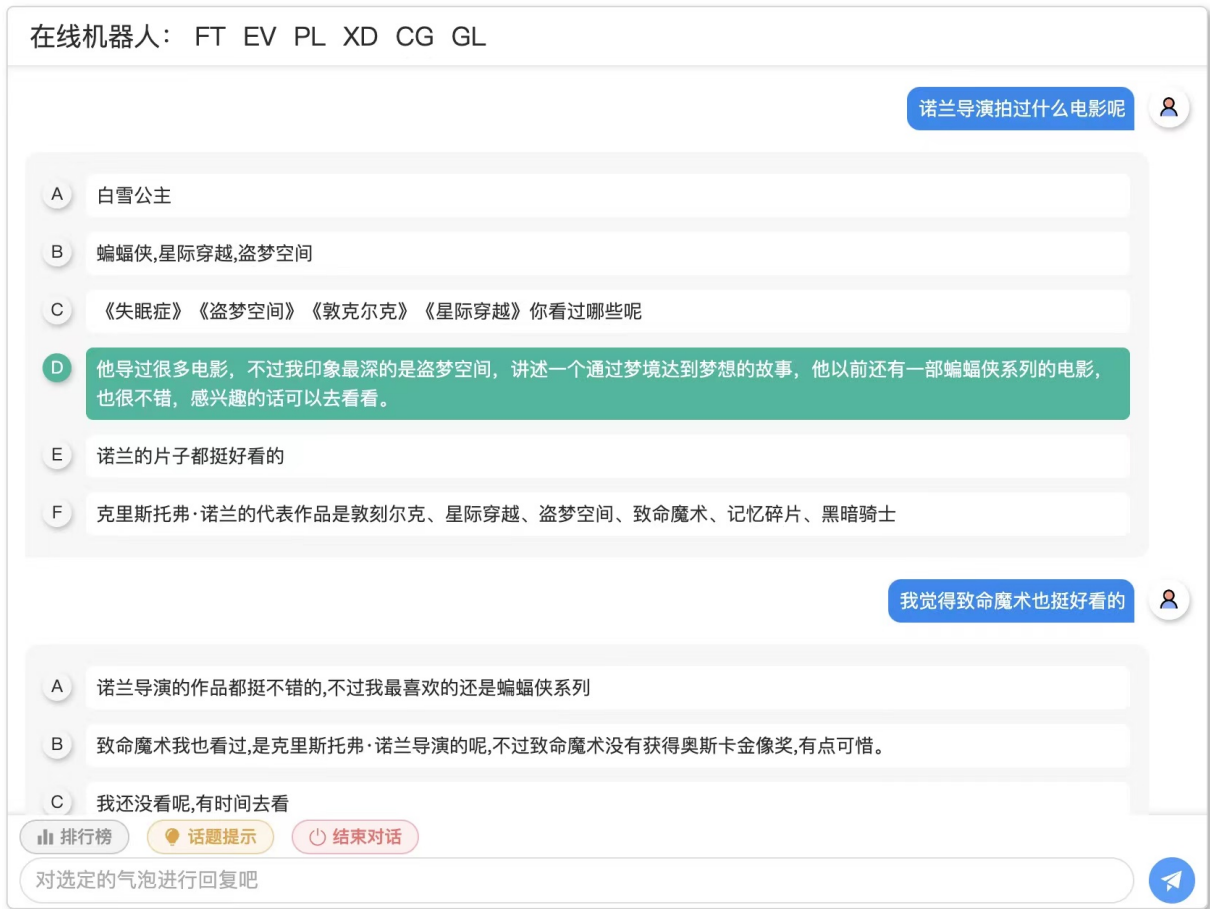 在线机器人： FT EV PL XD CG GL
诺兰导演拍过什么电影呢
A 白雪公主
B 蝙蝠侠,星际穿越,盗梦空间
C 《失眠症》《盗梦空间》《敦克尔克》《星际穿越》你看过哪些呢
D 他导过很多电影，不过我印象最深的是盗梦空间，讲述一个通过梦境达到梦想的故事，他以前还有一部蝙蝠侠系列的电影，
也很不错，感兴趣的话可以去看看。
E 诺兰的片子都挺好看的
F 克里斯托弗·诺兰的代表作品是敦刻尔克、星际穿越、盗梦空间、致命魔术、记忆碎片、黑暗骑士
我觉得致命魔术也挺好看的
A 诺兰导演的作品都挺不错的,不过我最喜欢的还是蝙蝠侠系列
B 致命魔术我也看过,是克里斯托弗·诺兰导演的呢,不过致命魔术没有获得奥斯卡金像奖,有点可惜。
C 我还没看呢,有时间去看
排行榜 话题提示 结束对话
对选定的气泡进行回复吧